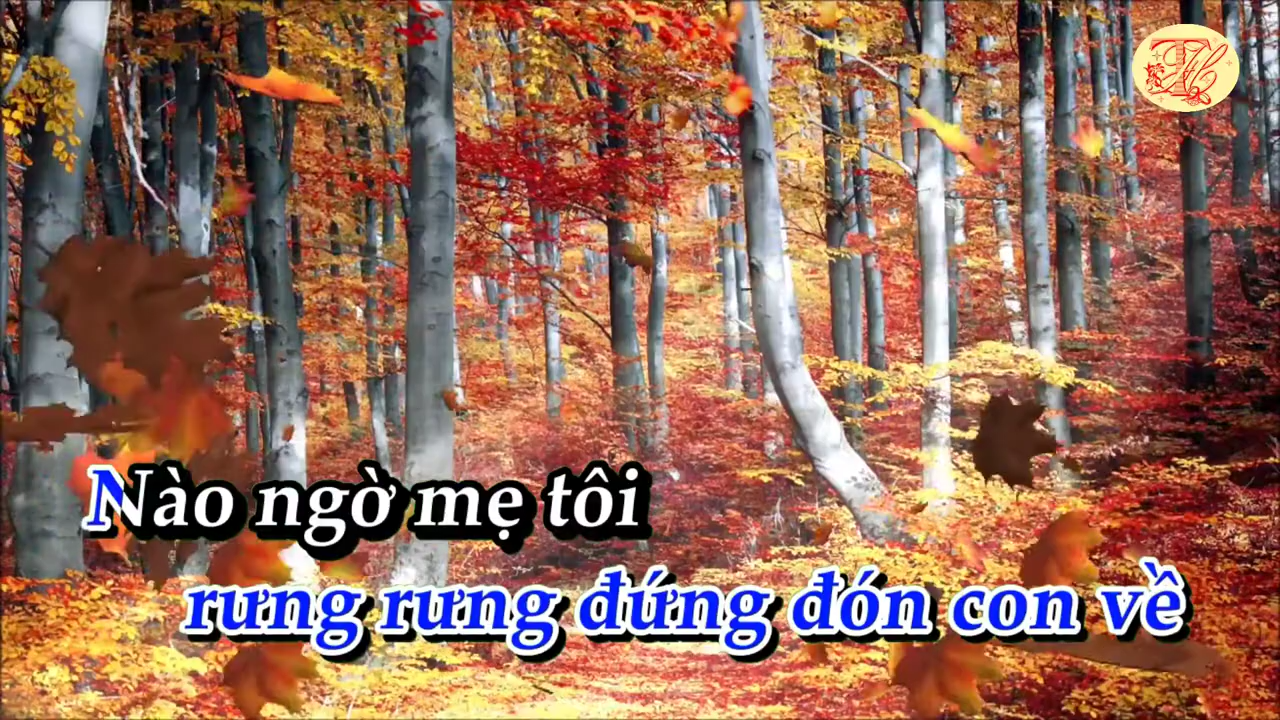 Nào ngờ mẹ tôi
rưng rưng đứng đón con về